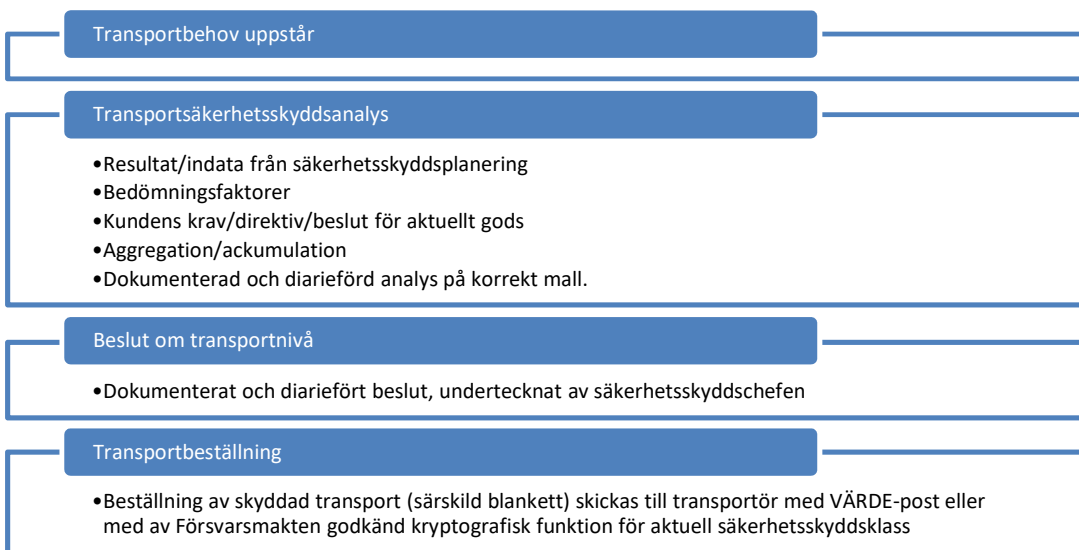 Transportbehov uppstår
Transportsäkerhetsskyddsanalys
•Resultat/indata från säkerhetsskyddsplanering
•Bedömningsfaktorer
•Kundens krav/direktiv/beslut för aktuellt gods
•Aggregation/ackumulation
•Dokumenterad och diarieförd analys på korrekt mall.
Beslut om transportnivå
•Dokumenterat och diariefört beslut, undertecknat av säkerhetsskyddschefen
Transportbeställning
•Beställning av skyddad transport (särskild blankett) skickas till transportör med VÄRDE-post eller
med av Försvarsmakten godkänd kryptografisk funktion för aktuell säkerhetsskyddsklass